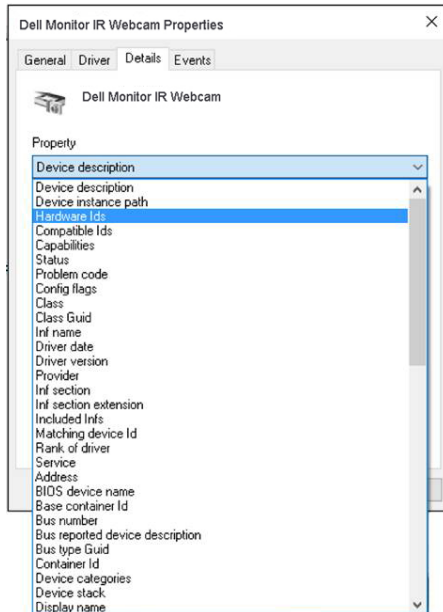 Dell Monitor IR Webcam Properties
General Driver Details Events
Dell Monitor IR Webcam
Property
Device description
Device description
Device instance path
Hardware Ids
Compatible Ids
Capabilities
Status
Problem code
Config flags
Class
Class Guid
Inf name
Driver date
Driver version
Provider
Inf section
Inf section extension
Included Infs
Matching device Id
Rank of driver
Service
Address
BIOS device name
Base container Id
Bus number
Bus reported device description
Bus type Guid
Container Id
Device categories
Device stack
Display name